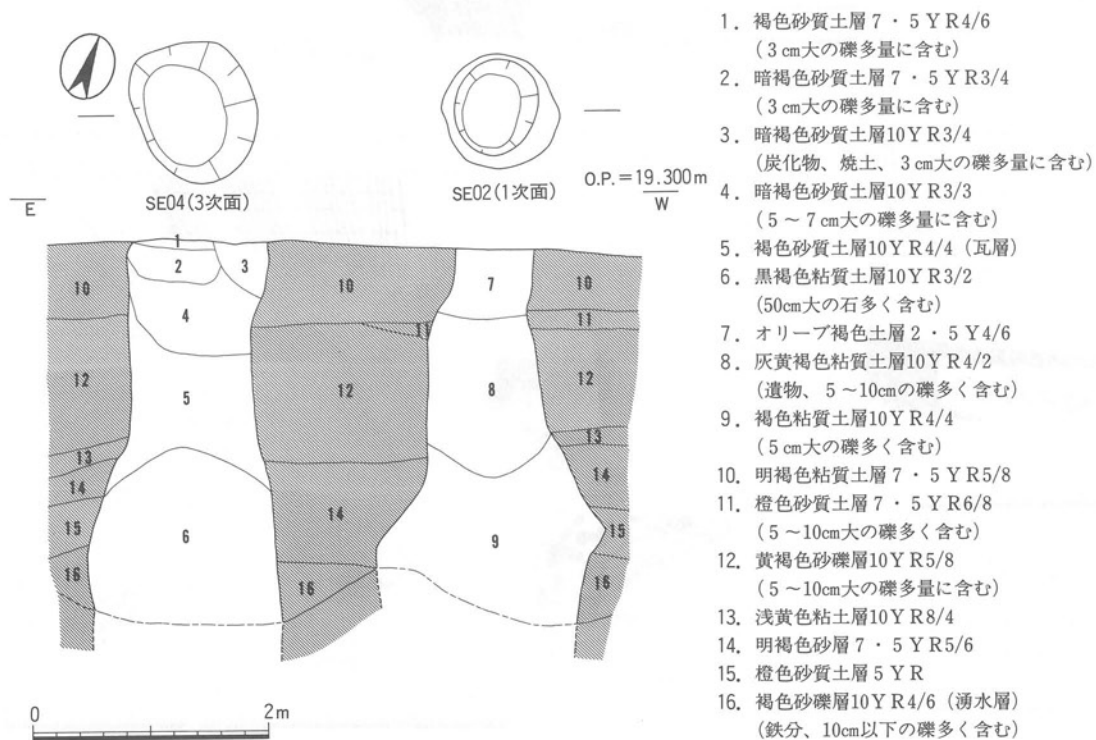 SE04(3次面)
SE02(1次面)
O.P.=19.300m
E
W
1
2
3
4
5
6
7
8
9
10
10
10
11
11
12
12
12
13
13
14
14
14
15
15
16
16
16
0
2m
1. 褐色砂質土層7・5YR4/6
(3㎝大の礫多量に含む)
2. 暗褐色砂質土層7・5YR3/4
(3㎝大の礫多量に含む)
3. 暗褐色砂質土層10YR3/4
(炭化物、焼土、3㎝大の礫多量に含む)
4. 暗褐色砂質土層10YR3/3
(5～7㎝大の礫多量に含む)
5. 褐色砂質土層10YR4/4(瓦層)
6. 黒褐色粘質土層10YR3/2
(50㎝大の石多く含む)
7. オリーブ褐色土層2・5Y4/6
8. 灰黄褐色粘質土層10YR4/2
(遺物、5～10㎝の礫多く含む)
9. 褐色粘質土層10YR4/4
(5㎝大の礫多く含む)
10. 明褐色粘質土層7・5YR5/8
11. 橙色砂質土層7・5YR6/8
(5～10㎝大の礫多く含む)
12. 黄褐色砂礫層10YR5/8
(5～10㎝大の礫多量に含む)
13. 浅黄色粘土層10YR8/4
14. 明褐色砂層7・5YR5/6
15. 橙色砂質土層5YR
16. 褐色砂礫層10YR4/6(湧水層)
(鉄分、10㎝以下の礫多く含む)